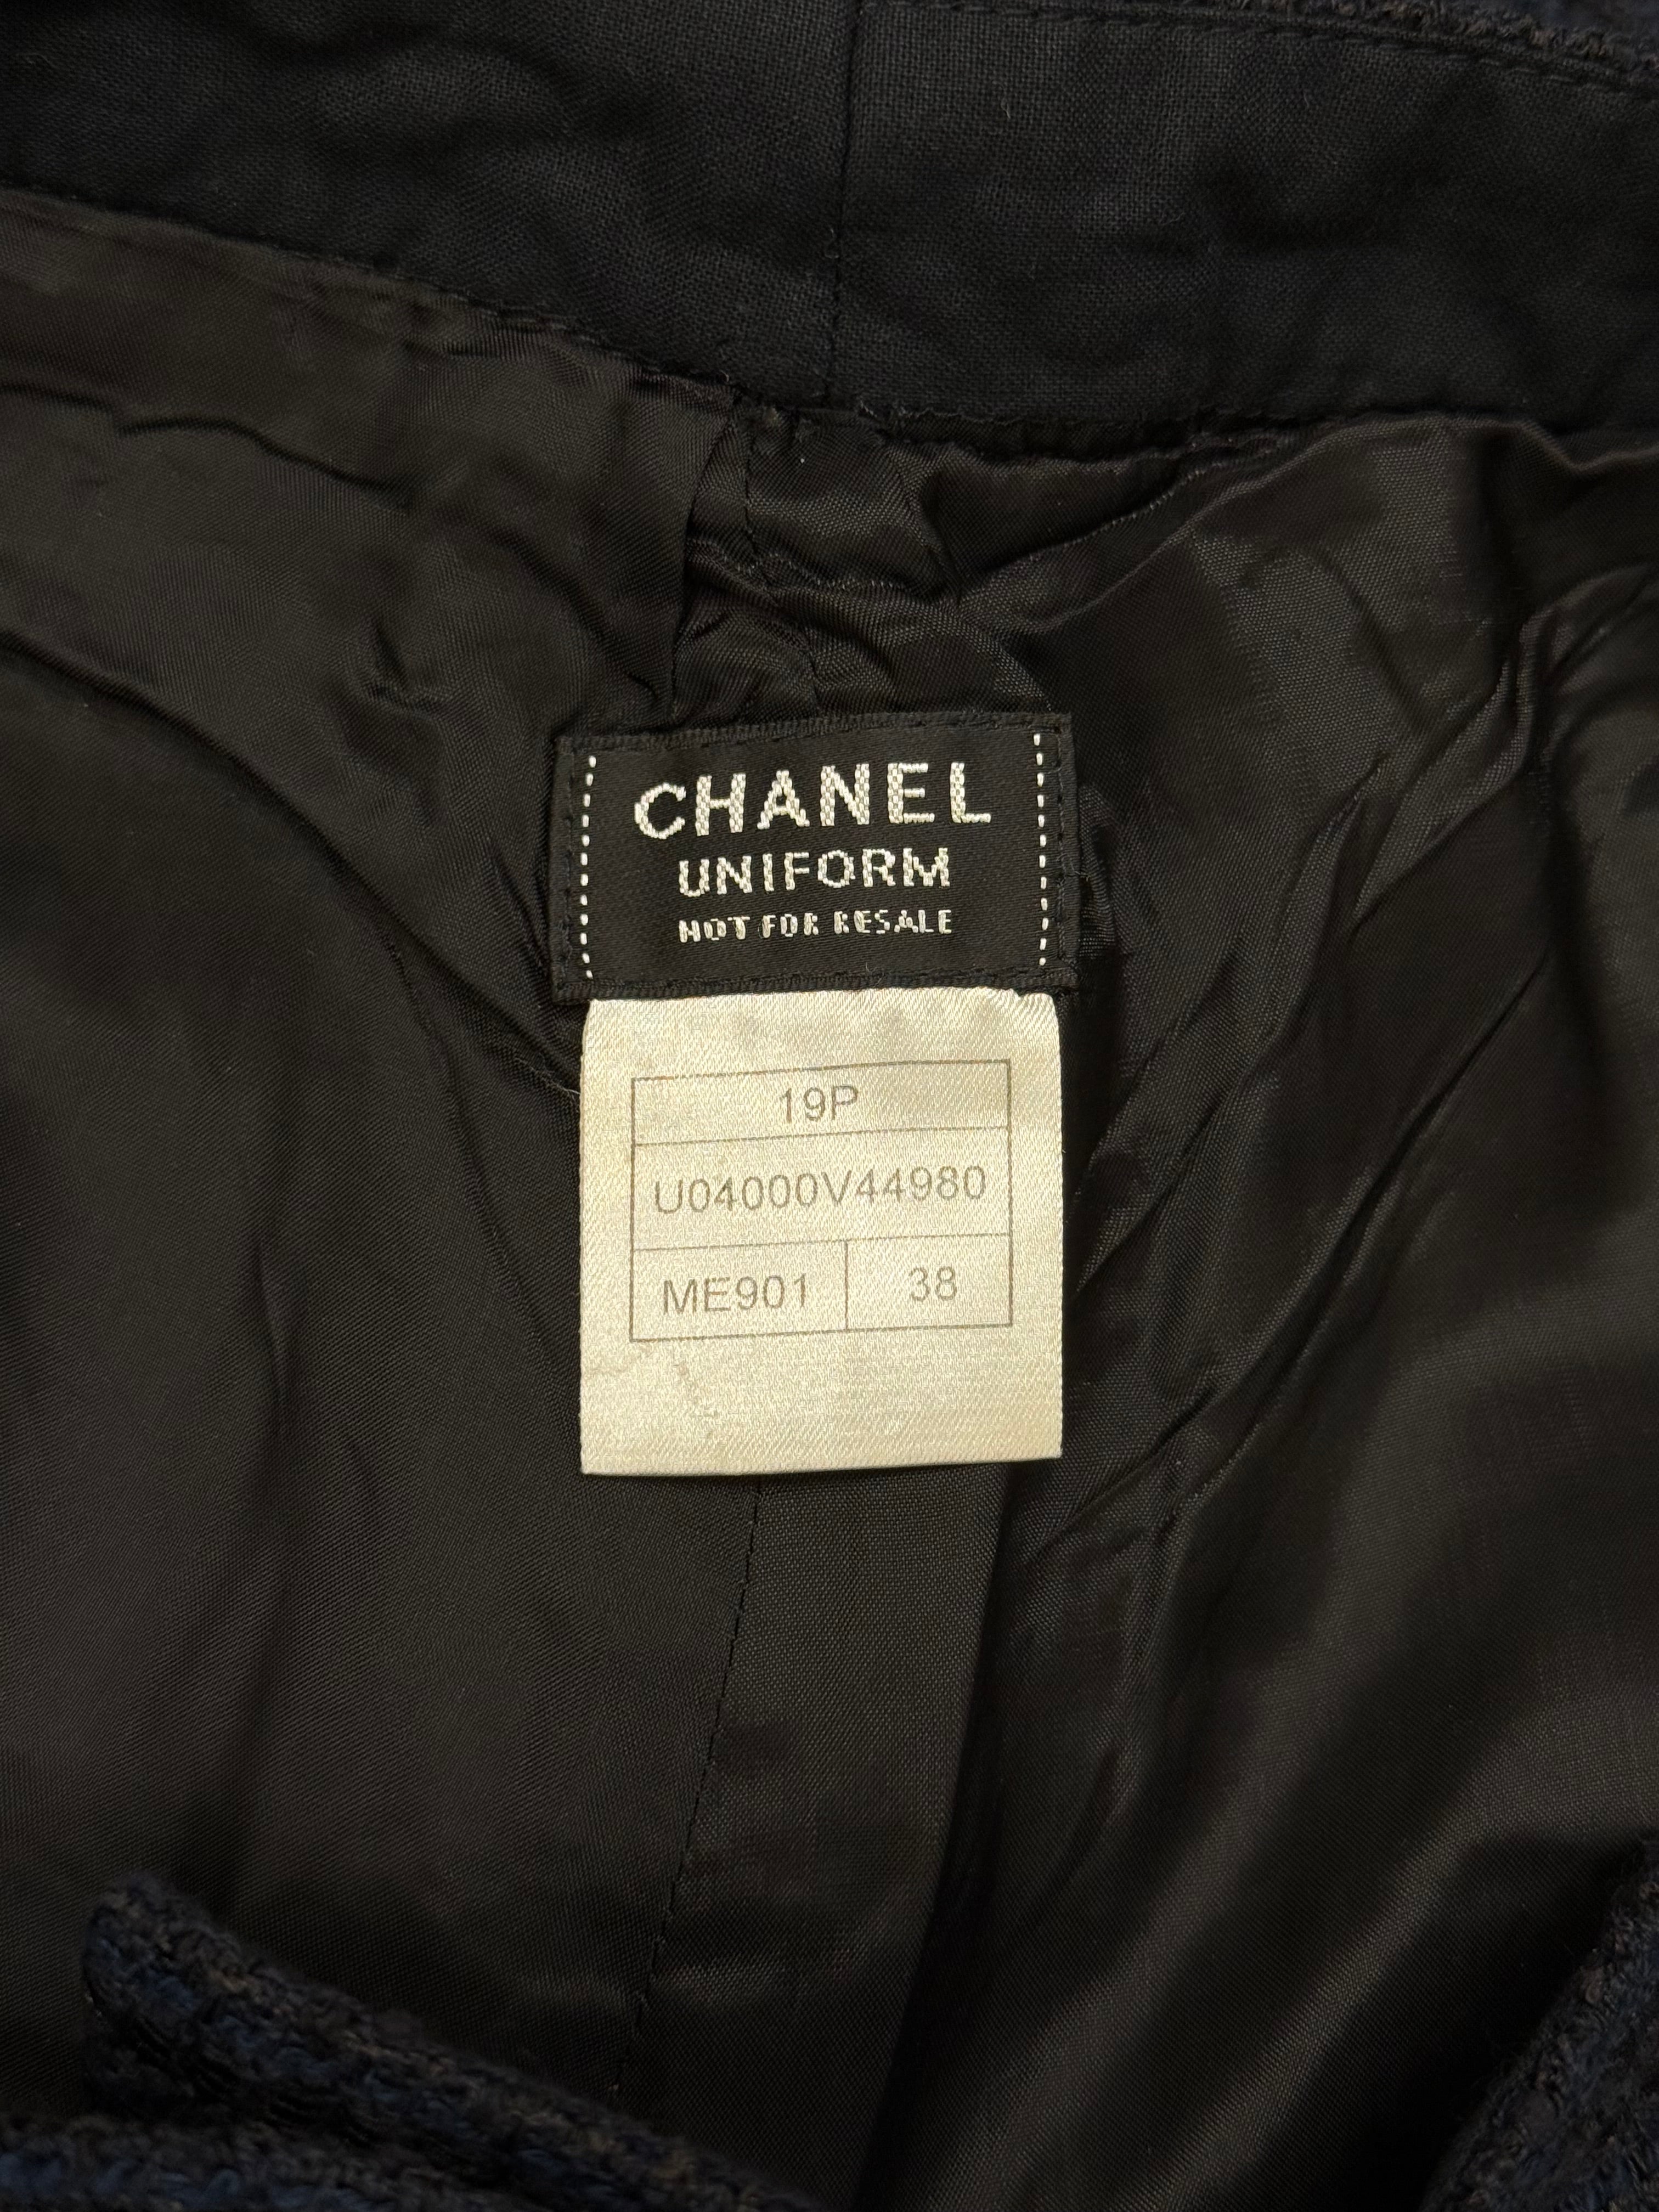 CHANEL
UNIFORM
NOT FOR RESALE
19P
U04000V44980
ME901 38